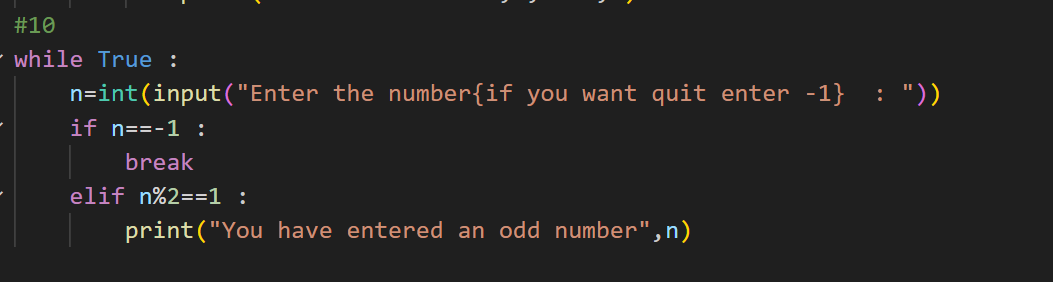 #10
while True :
    n=int(input("Enter the number{if you want quit enter -1}  : "))
    if n==-1 :
        break
    elif n%2==1 :
        print("You have entered an odd number",n)